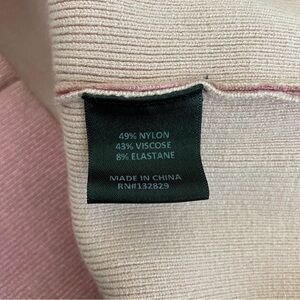 49% NYLON
43% VISCOSE
8% ELASTANE
MADE IN CHINA
RN#132829